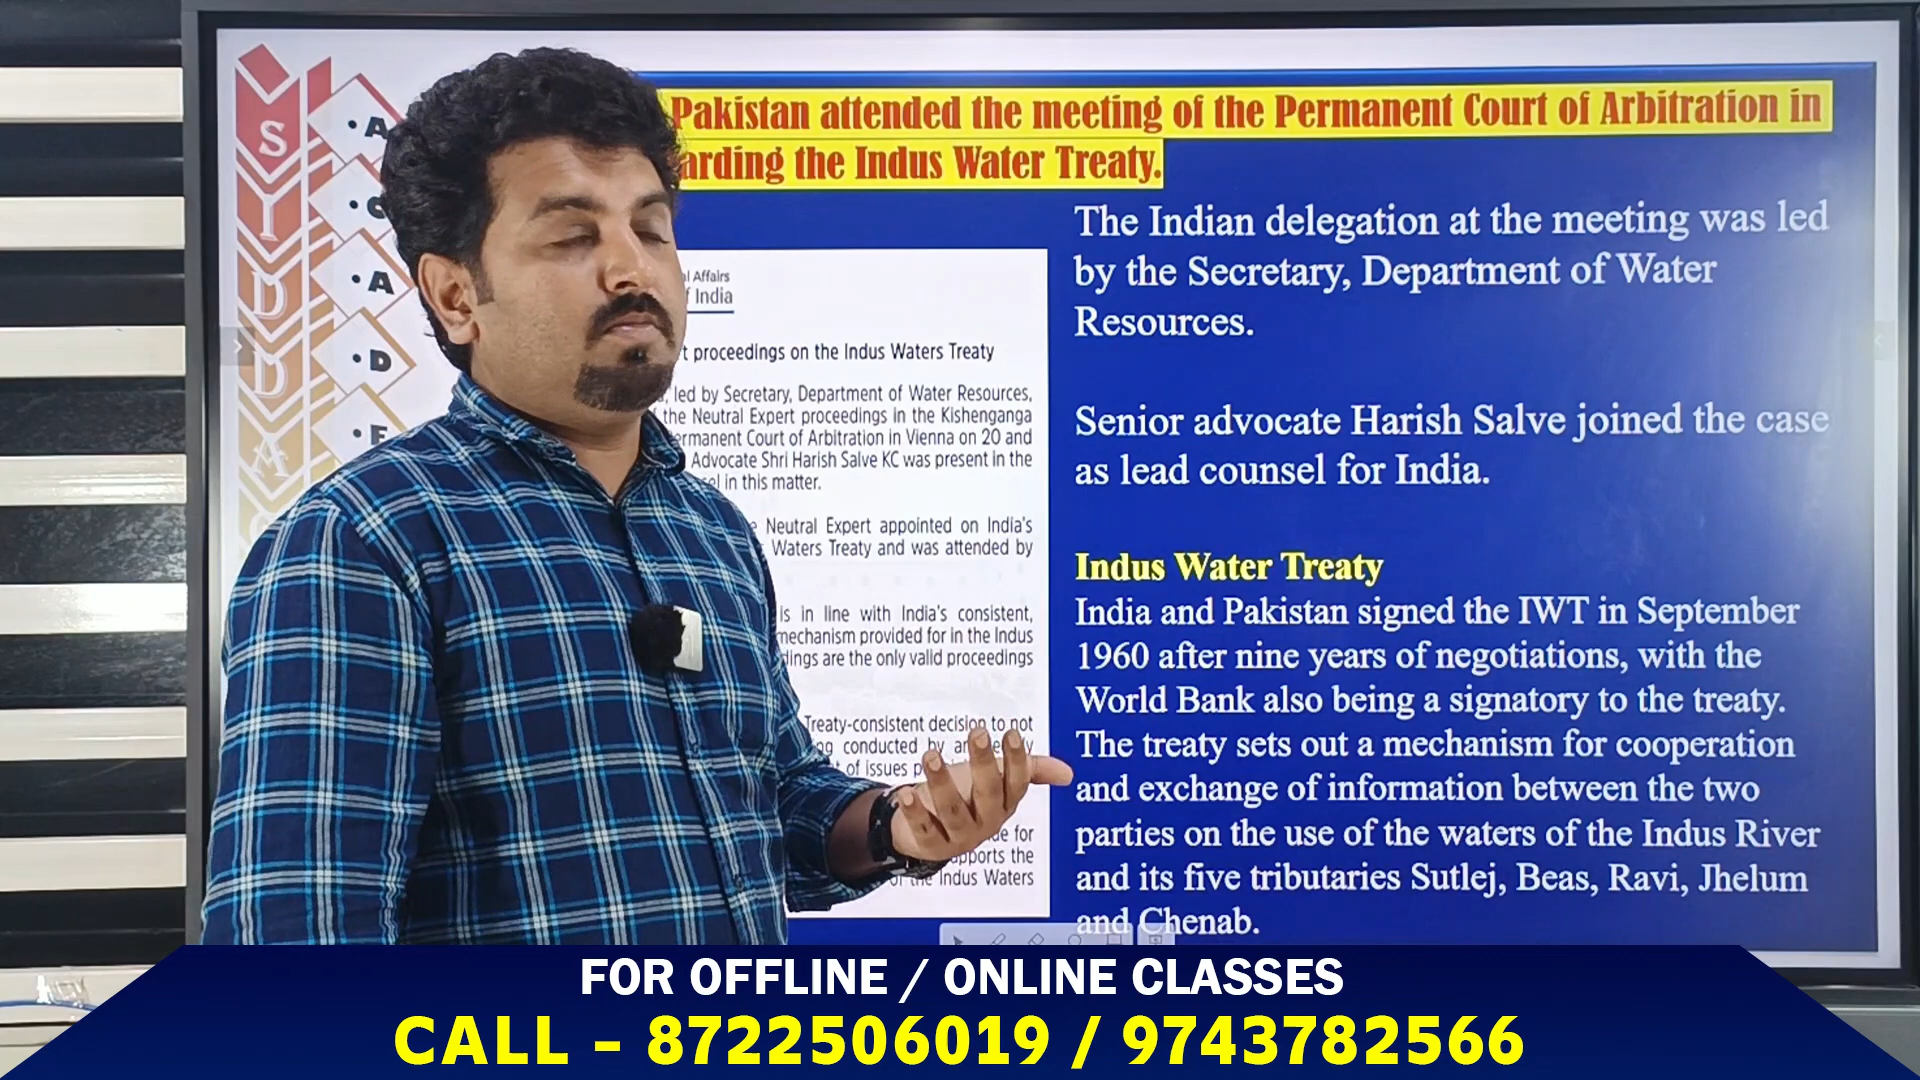 S
I
D
D
A
• A
• C
• A
• D
• E
Pakistan attended the meeting of the Permanent Court of Arbitration in
arding the Indus Water Treaty.
The Indian delegation at the meeting was led
by the Secretary, Department of Water
Resources.
Senior advocate Harish Salve joined the case
as lead counsel for India.
Indus Water Treaty
India and Pakistan signed the IWT in September
1960 after nine years of negotiations, with the
World Bank also being a signatory to the treaty.
The treaty sets out a mechanism for cooperation
and exchange of information between the two
parties on the use of the waters of the Indus River
and its five tributaries Sutlej, Beas, Ravi, Jhelum
and Chenab.
l Affairs
f India
t proceedings on the Indus Waters Treaty
led by Secretary, Department of Water Resources,
the Neutral Expert proceedings in the Kishenganga
ermanent Court of Arbitration in Vienna on 20 and
Advocate Shri Harish Salve KC was present in the
sel in this matter.
Neutral Expert appointed on India's
Waters Treaty and was attended by
is in line with India's consistent,
mechanism provided for in the Indus
dings are the only valid proceedings
Treaty-consistent decision to not
ng conducted by an
of issues p
de for
upports the
of the Indus Waters
FOR OFFLINE / ONLINE CLASSES
CALL – 8722506019 / 9743782566